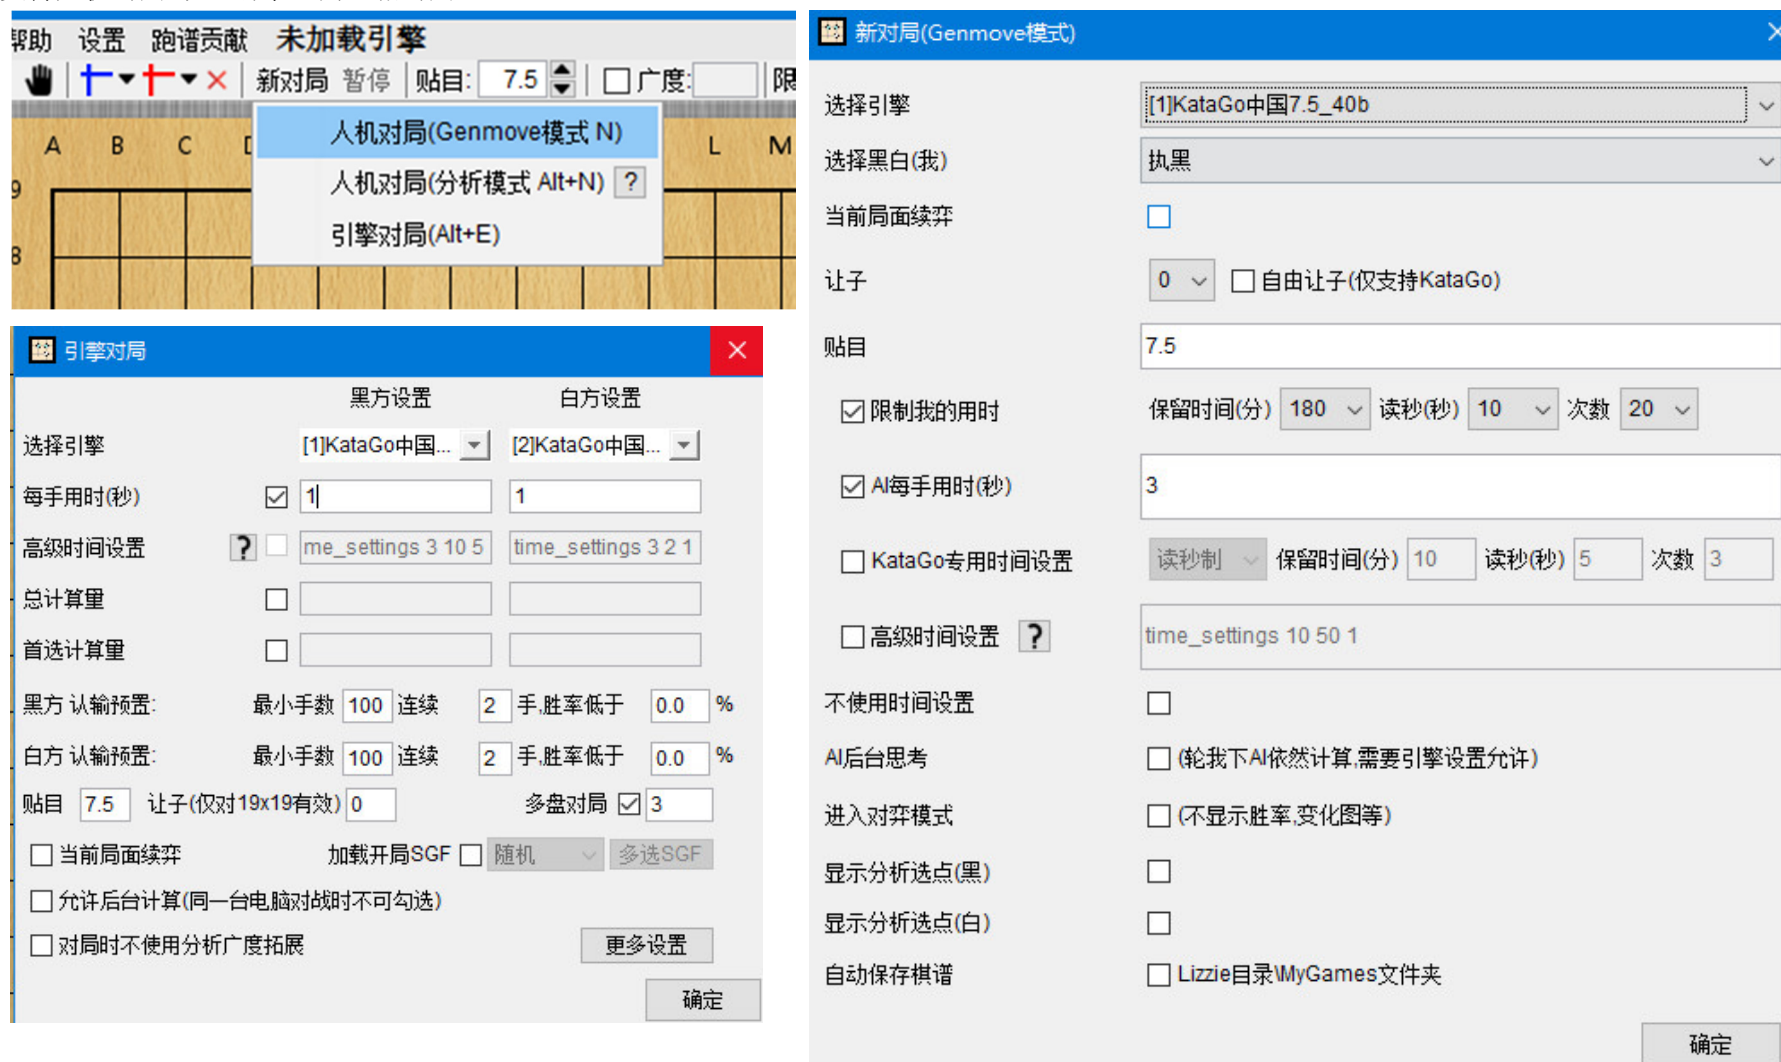 帮助 设置 跑谱贡献 未加载引擎
新对局 暂停 贴目: 7.5 广度: 限
人机对局(Genmove模式 N)
A B C D L M
人机对局(分析模式 Alt+N) ?
9
引擎对局(Alt+E)
8
引擎对局
黑方设置 白方设置
选择引擎 [1]KataGo中国... [2]KataGo中国...
每手用时(秒) 1 1
高级时间设置 ? me_settings 3 10 5 time_settings 3 2 1
总计算量
首选计算量
黑方 认输预置: 最小手数 100 连续 2 手,胜率低于 0.0 %
白方 认输预置: 最小手数 100 连续 2 手,胜率低于 0.0 %
贴目 7.5 让子(仅对19x19有效) 0 多盘对局 3
当前局面续弈 加载开局SGF 随机 多选SGF
允许后台计算(同一台电脑对战时不可勾选)
对局时不使用分析广度拓展 更多设置
确定
新对局(Genmove模式)
选择引擎 [1]KataGo中国7.5_40b
选择黑白(我) 执黑
当前局面续弈
让子 0 自由让子(仅支持KataGo)
贴目 7.5
限制我的用时 保留时间(分) 180 读秒(秒) 10 次数 20
AI每手用时(秒) 3
KataGo专用时间设置 读秒制 保留时间(分) 10 读秒(秒) 5 次数 3
高级时间设置 ? time_settings 10 50 1
不使用时间设置
AI后台思考 (轮我下AI依然计算,需要引擎设置允许)
进入对弈模式 (不显示胜率,变化图等)
显示分析选点(黑)
显示分析选点(白)
自动保存棋谱 Lizzie目录\MyGames文件夹
确定